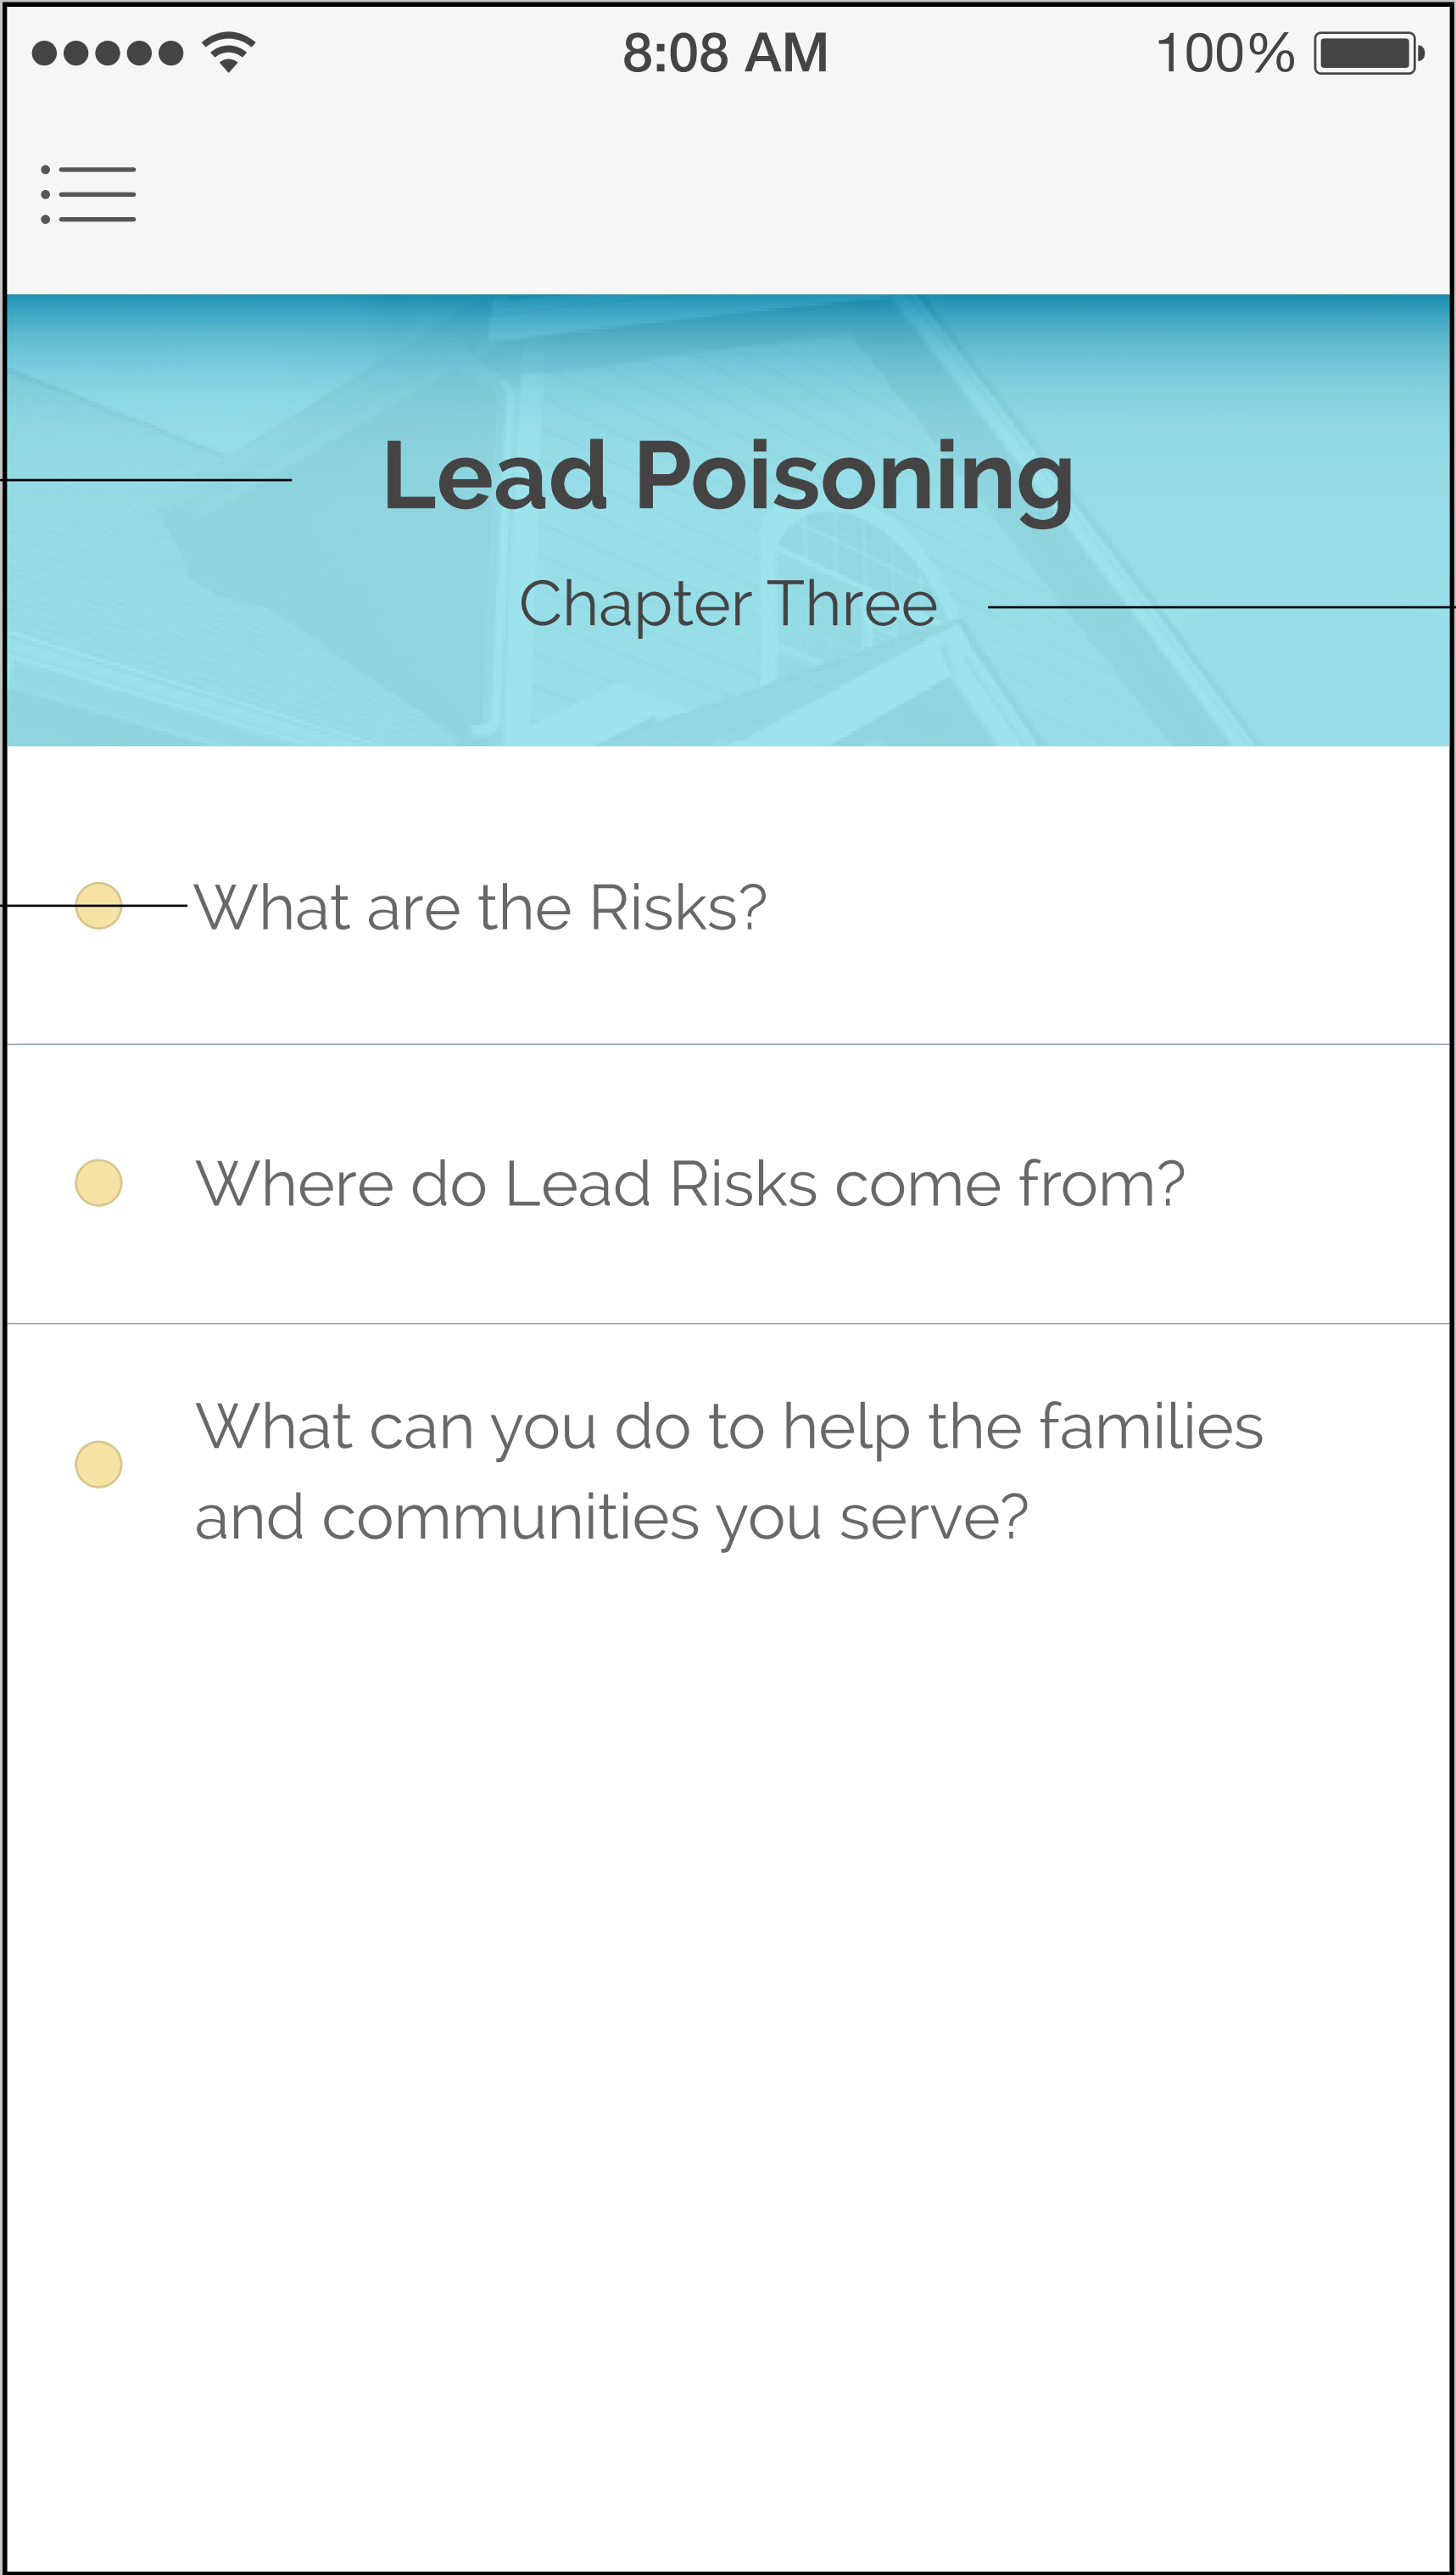 8:08 AM 100%
Lead Poisoning
Chapter Three
What are the Risks?
Where do Lead Risks come from?
What can you do to help the families
and communities you serve?